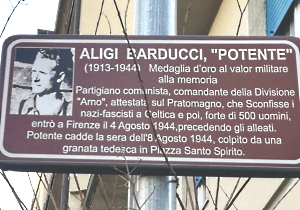 ALIGI BARDUCCI, "POTENTE"
(1913-1944) Medaglia d'oro al valor militare
alla memoria
Partigiano comunista, comandante della Divisione
"Arno", attestata sul Pratomagno, che Sconfisse i
nazi-fascisti a Cetica e poi, forte di 500 uomini,
entrò a Firenze il 4 Agosto 1944,precedendo gli alleati.
Potente cadde la sera dell'8 Agosto 1944, colpito da una
granata tedesca in Piazza Santo Spirito.